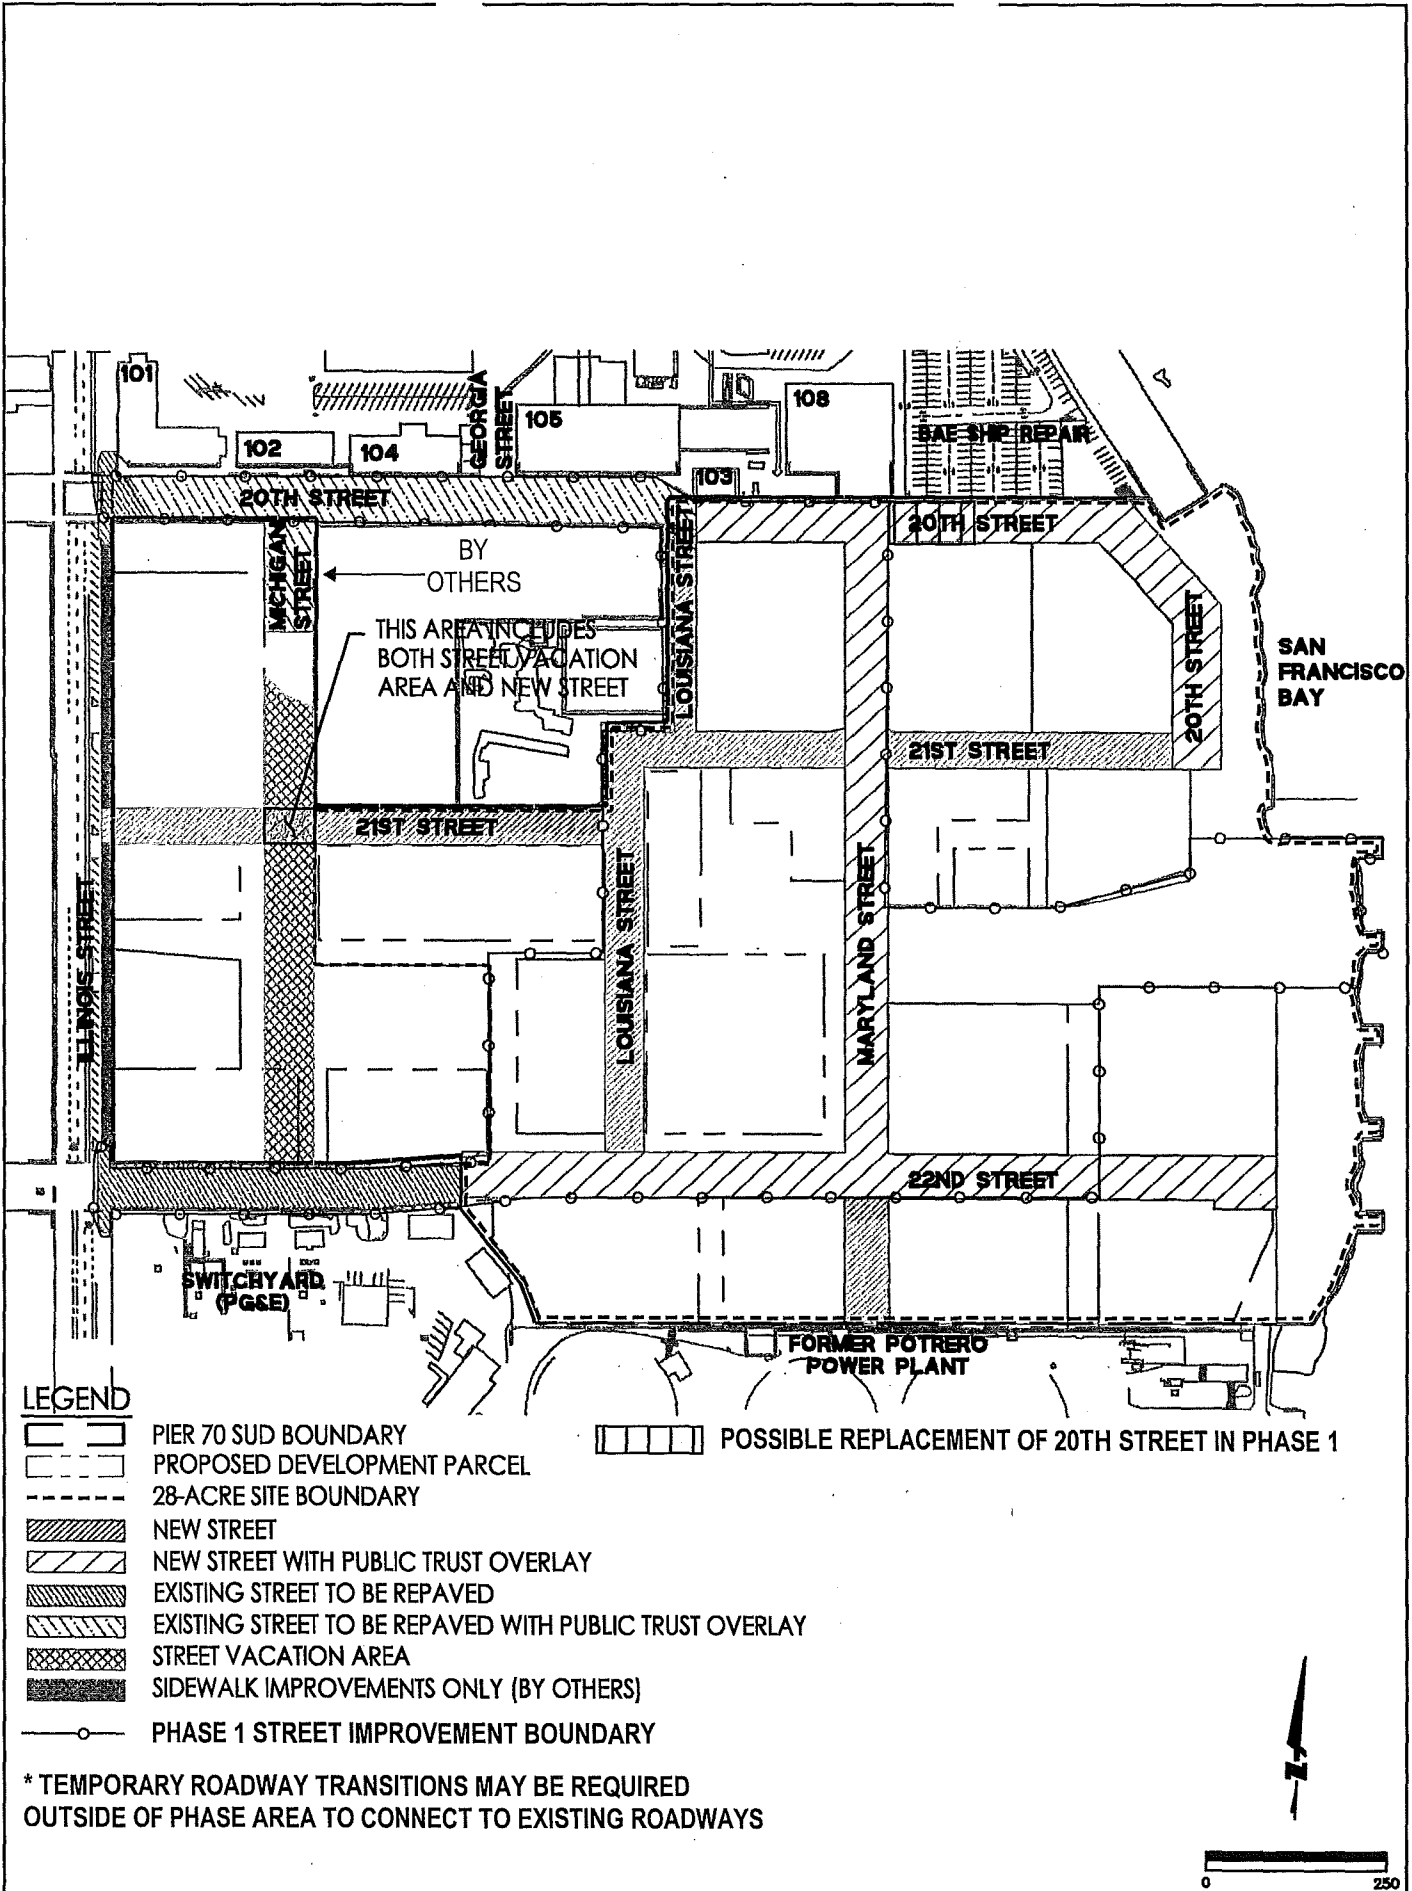 101
102
104
GEORGIA
STREET
105
108
103
BAE SHIP REPAIR
20TH STREET
20TH STREET
MICHIGAN
STREET
BY
OTHERS
LOUISIANA STREET
THIS AREA INCLUDES
BOTH STREET VACATION
AREA AND NEW STREET
20TH STREET
SAN
FRANCISCO
BAY
21ST STREET
21ST STREET
ILLINOIS STREET
LOUISIANA STREET
MARYLAND STREET
22ND STREET
SWITCHYARD
(PG&E)
FORMER POTRERO
POWER PLANT
LEGEND
PIER 70 SUD BOUNDARY
PROPOSED DEVELOPMENT PARCEL
28-ACRE SITE BOUNDARY
NEW STREET
NEW STREET WITH PUBLIC TRUST OVERLAY
EXISTING STREET TO BE REPAVED
EXISTING STREET TO BE REPAVED WITH PUBLIC TRUST OVERLAY
STREET VACATION AREA
SIDEWALK IMPROVEMENTS ONLY (BY OTHERS)
PHASE 1 STREET IMPROVEMENT BOUNDARY
POSSIBLE REPLACEMENT OF 20TH STREET IN PHASE 1
* TEMPORARY ROADWAY TRANSITIONS MAY BE REQUIRED
OUTSIDE OF PHASE AREA TO CONNECT TO EXISTING ROADWAYS
N
0 250